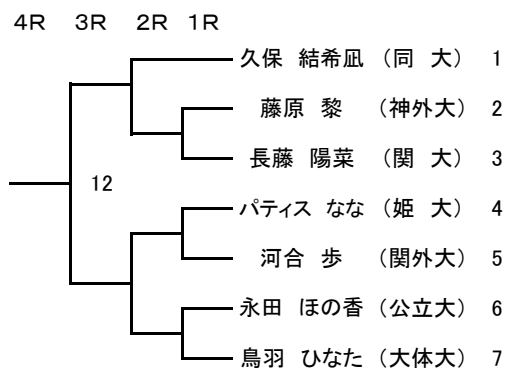 ４Ｒ ３Ｒ ２Ｒ １Ｒ
久保 結希凪 （同 大） 1
藤原 黎 （神外大） 2
長藤 陽菜 （関 大） 3
12
パティス なな （姫 大） 4
河合 歩 （関外大） 5
永田 ほの香 （公立大） 6
鳥羽 ひなた （大体大） 7